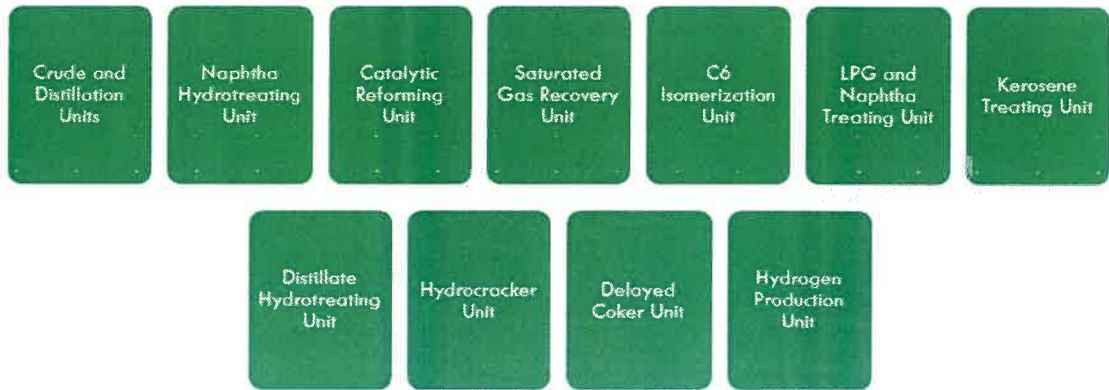 Crude and
Distillation
Units
Naphtha
Hydrotreating
Unit
Catalytic
Reforming
Unit
Saturated
Gas Recovery
Unit
C6
Isomerization
Unit
LPG and
Naphtha
Treating Unit
Kerosene
Treating Unit
Distillate
Hydrotreating
Unit
Hydrocracker
Unit
Delayed
Coker Unit
Hydrogen
Production
Unit